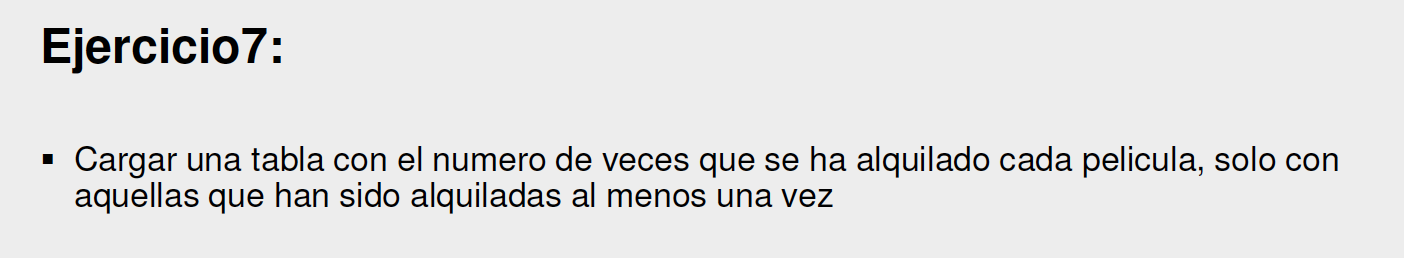 Ejercicio7:
▪ Cargar una tabla con el numero de veces que se ha alquilado cada pelicula, solo con
aquellas que han sido alquiladas al menos una vez